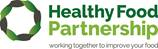 Healthy Food
Partnership
working together to improve your food